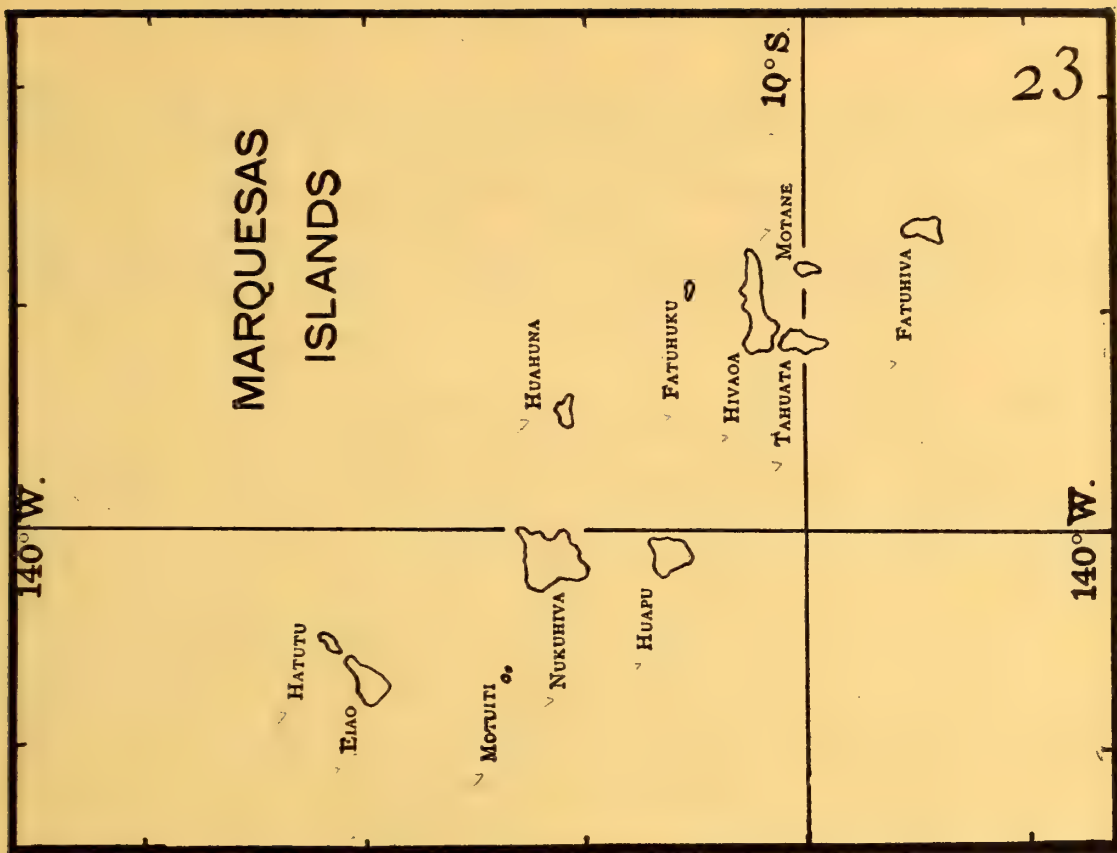 140° W.
MARQUESAS
ISLANDS
HATUTU
EIAO
MOTUITI
HUAHUNA
NUKUHIVA
HUAPU
FATUHUKU
HIVAOA
TAHUATA
MOTANE
10° S.
FATUHIVA
140° W.
23